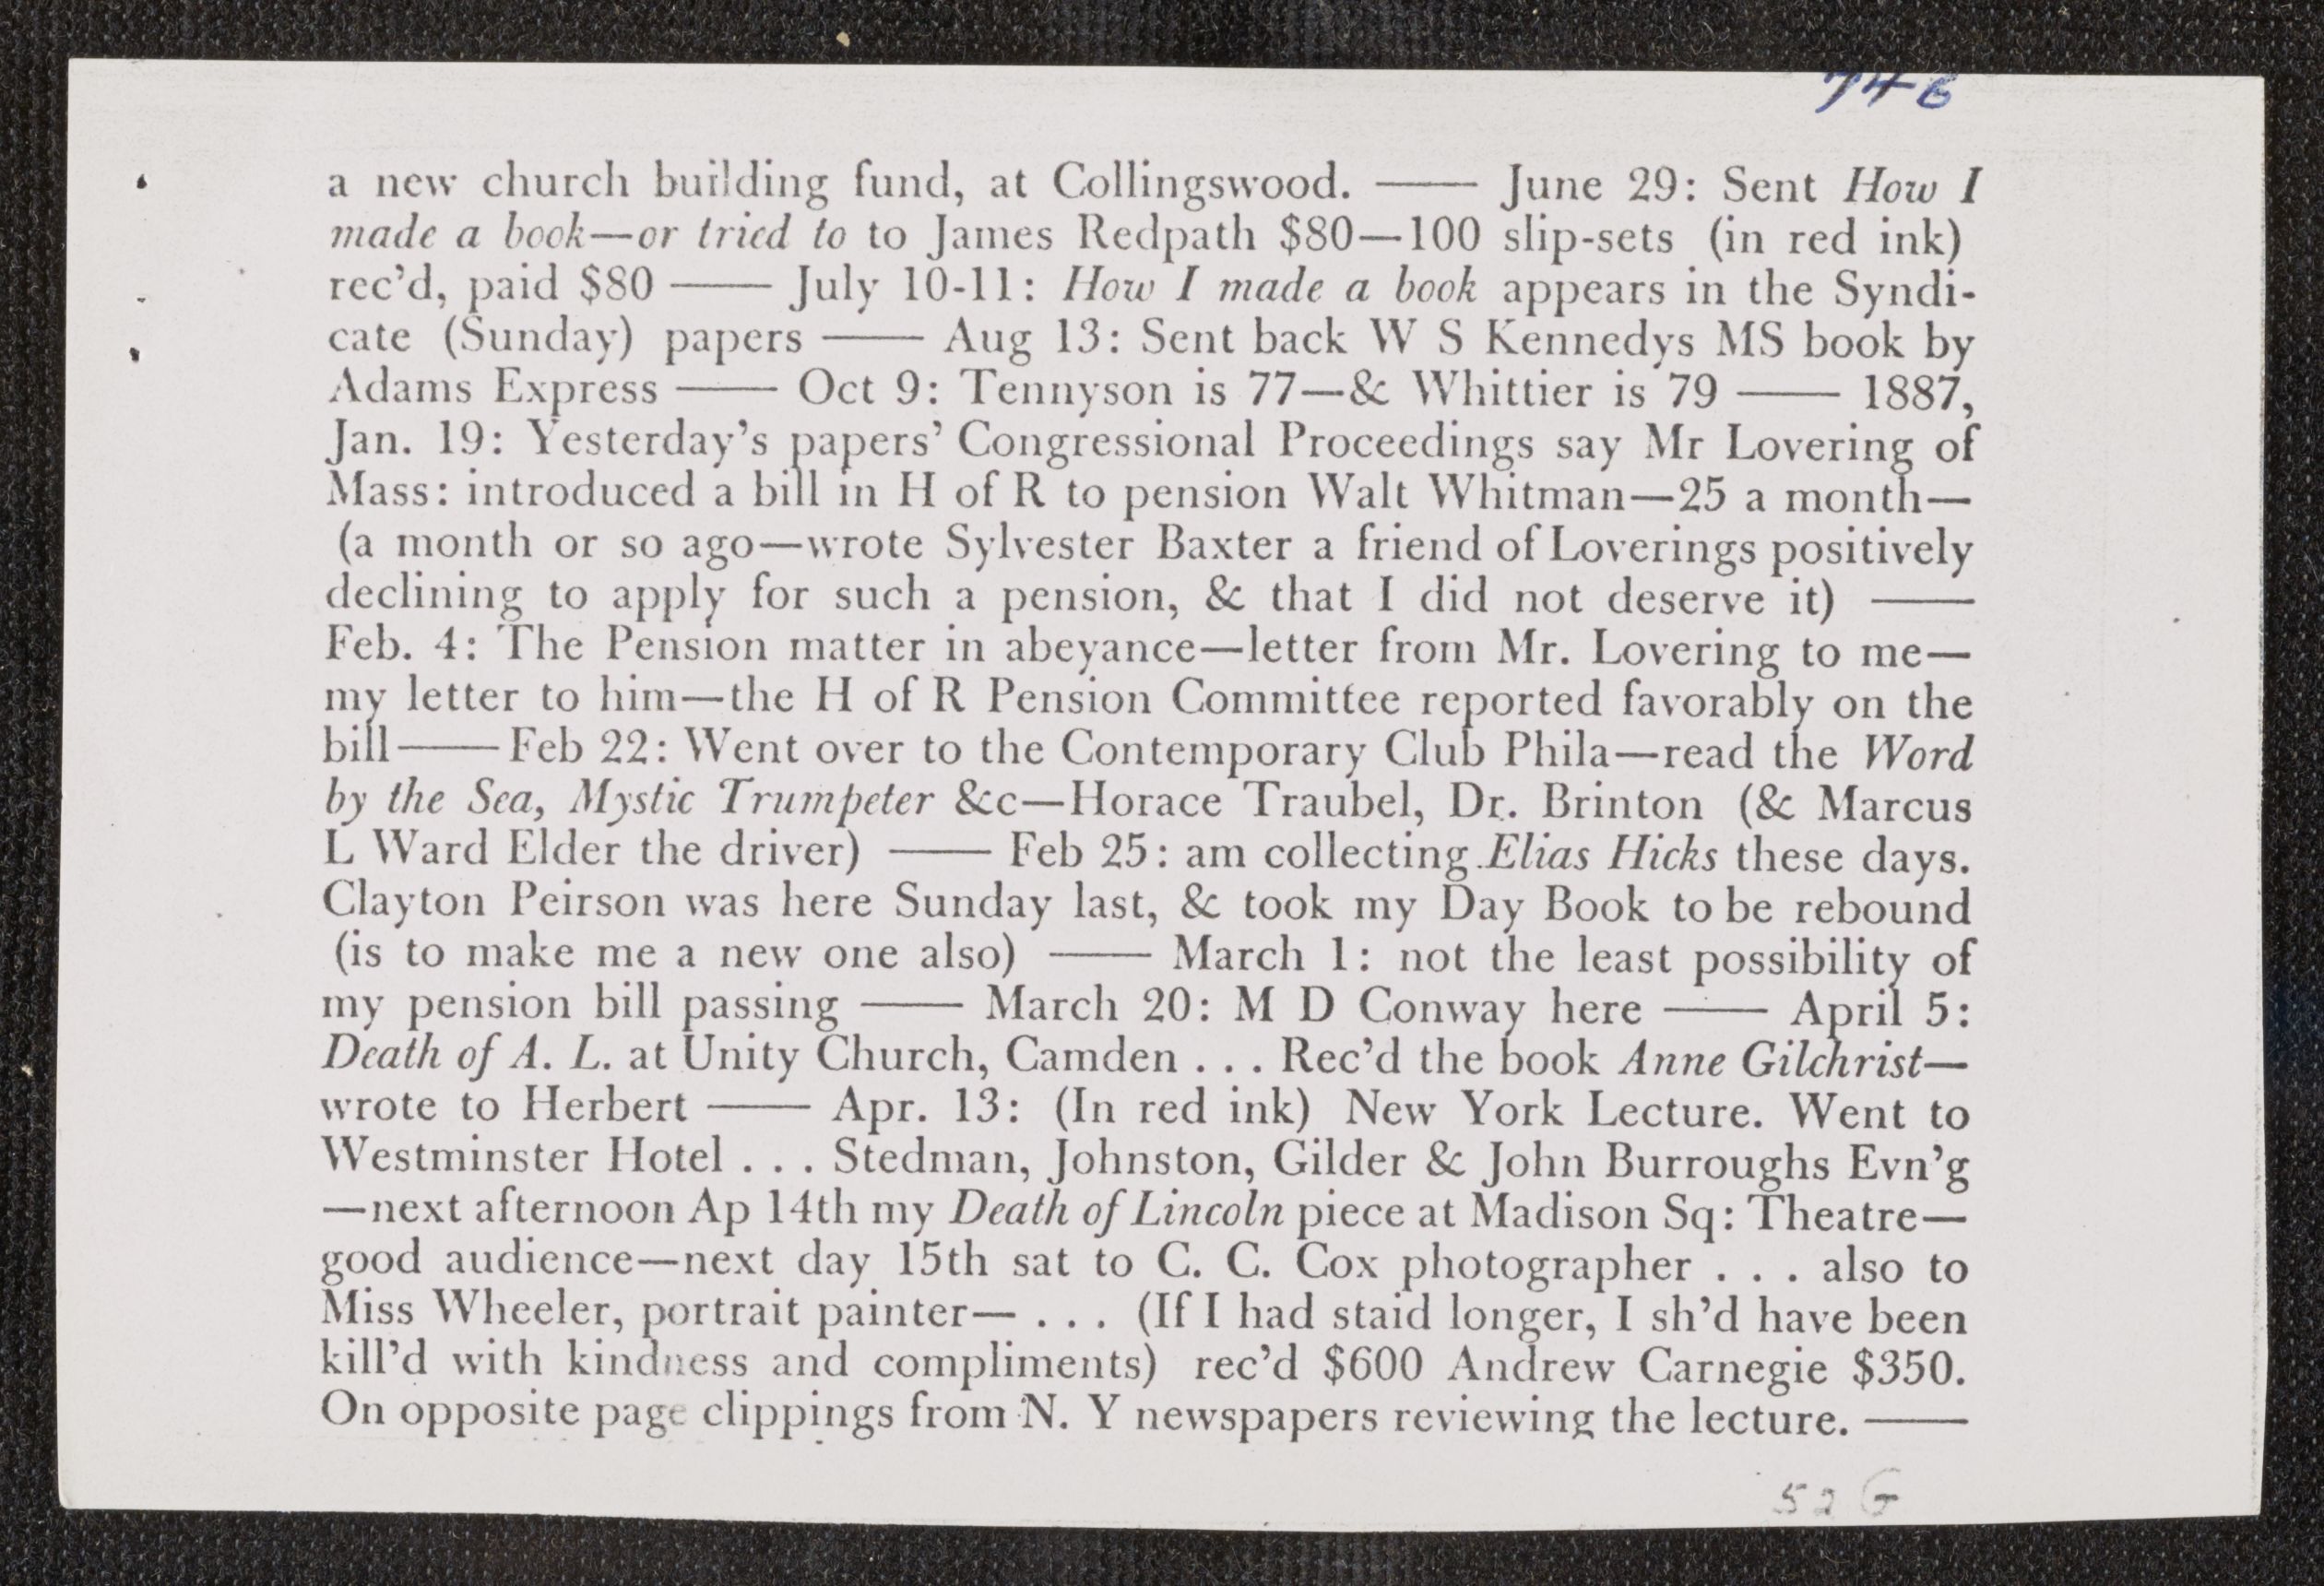 74 6
a new church building fund, at Collingswood. —— June 29: Sent How I
made a book—or tried to to James Redpath $80—100 slip-sets (in red ink)
rec'd, paid $80 —— July 10-11: How I made a book appears in the Syndi-
cate (Sunday) papers —— Aug 13: Sent back W S Kennedys MS book by
Adams Express —— Oct 9: Tennyson is 77—& Whittier is 79 —— 1887,
Jan. 19: Yesterday's papers' Congressional Proceedings say Mr Lovering of
Mass: introduced a bill in H of R to pension Walt Whitman—25 a month—
(a month or so ago—wrote Sylvester Baxter a friend of Loverings positively
declining to apply for such a pension, & that I did not deserve it) ——
Feb. 4: The Pension matter in abeyance—letter from Mr. Lovering to me—
my letter to him—the H of R Pension Committee reported favorably on the
bill —— Feb 22: Went over to the Contemporary Club Phila—read the Word
by the Sea, Mystic Trumpeter &c—Horace Traubel, Dr. Brinton (& Marcus
L Ward Elder the driver) —— Feb 25: am collecting Elias Hicks these days.
Clayton Peirson was here Sunday last, & took my Day Book to be rebound
(is to make me a new one also) —— March 1: not the least possibility of
my pension bill passing —— March 20: M D Conway here —— April 5:
Death of A. L. at Unity Church, Camden . . . Rec'd the book Anne Gilchrist—
wrote to Herbert —— Apr. 13: (In red ink) New York Lecture. Went to
Westminster Hotel . . . Stedman, Johnston, Gilder & John Burroughs Evn'g
—next afternoon Ap 14th my Death of Lincoln piece at Madison Sq: Theatre—
good audience—next day 15th sat to C. C. Cox photographer . . . also to
Miss Wheeler, portrait painter— . . . (If I had staid longer, I sh'd have been
kill'd with kindness and compliments) rec'd $600 Andrew Carnegie $350.
On opposite page clippings from N. Y newspapers reviewing the lecture. ——
52 G